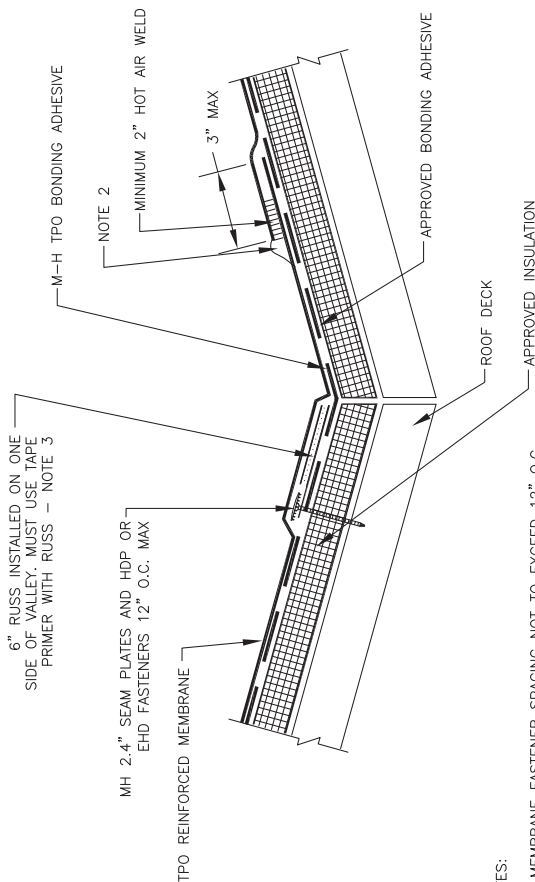 6" RUSS INSTALLED ON ONE
SIDE OF VALLEY. MUST USE TAPE
PRIMER WITH RUSS – NOTE 3
MH 2.4" SEAM PLATES AND HDP OR
EHD FASTENERS 12" O.C. MAX
TPO REINFORCED MEMBRANE
M–H TPO BONDING ADHESIVE
NOTE 2
MINIMUM 2" HOT AIR WELD
3" MAX
APPROVED BONDING ADHESIVE
ROOF DECK
APPROVED INSULATION
ES:
MEMBRANE FASTENER SPACING NOT TO EXCEED 12" O.C.